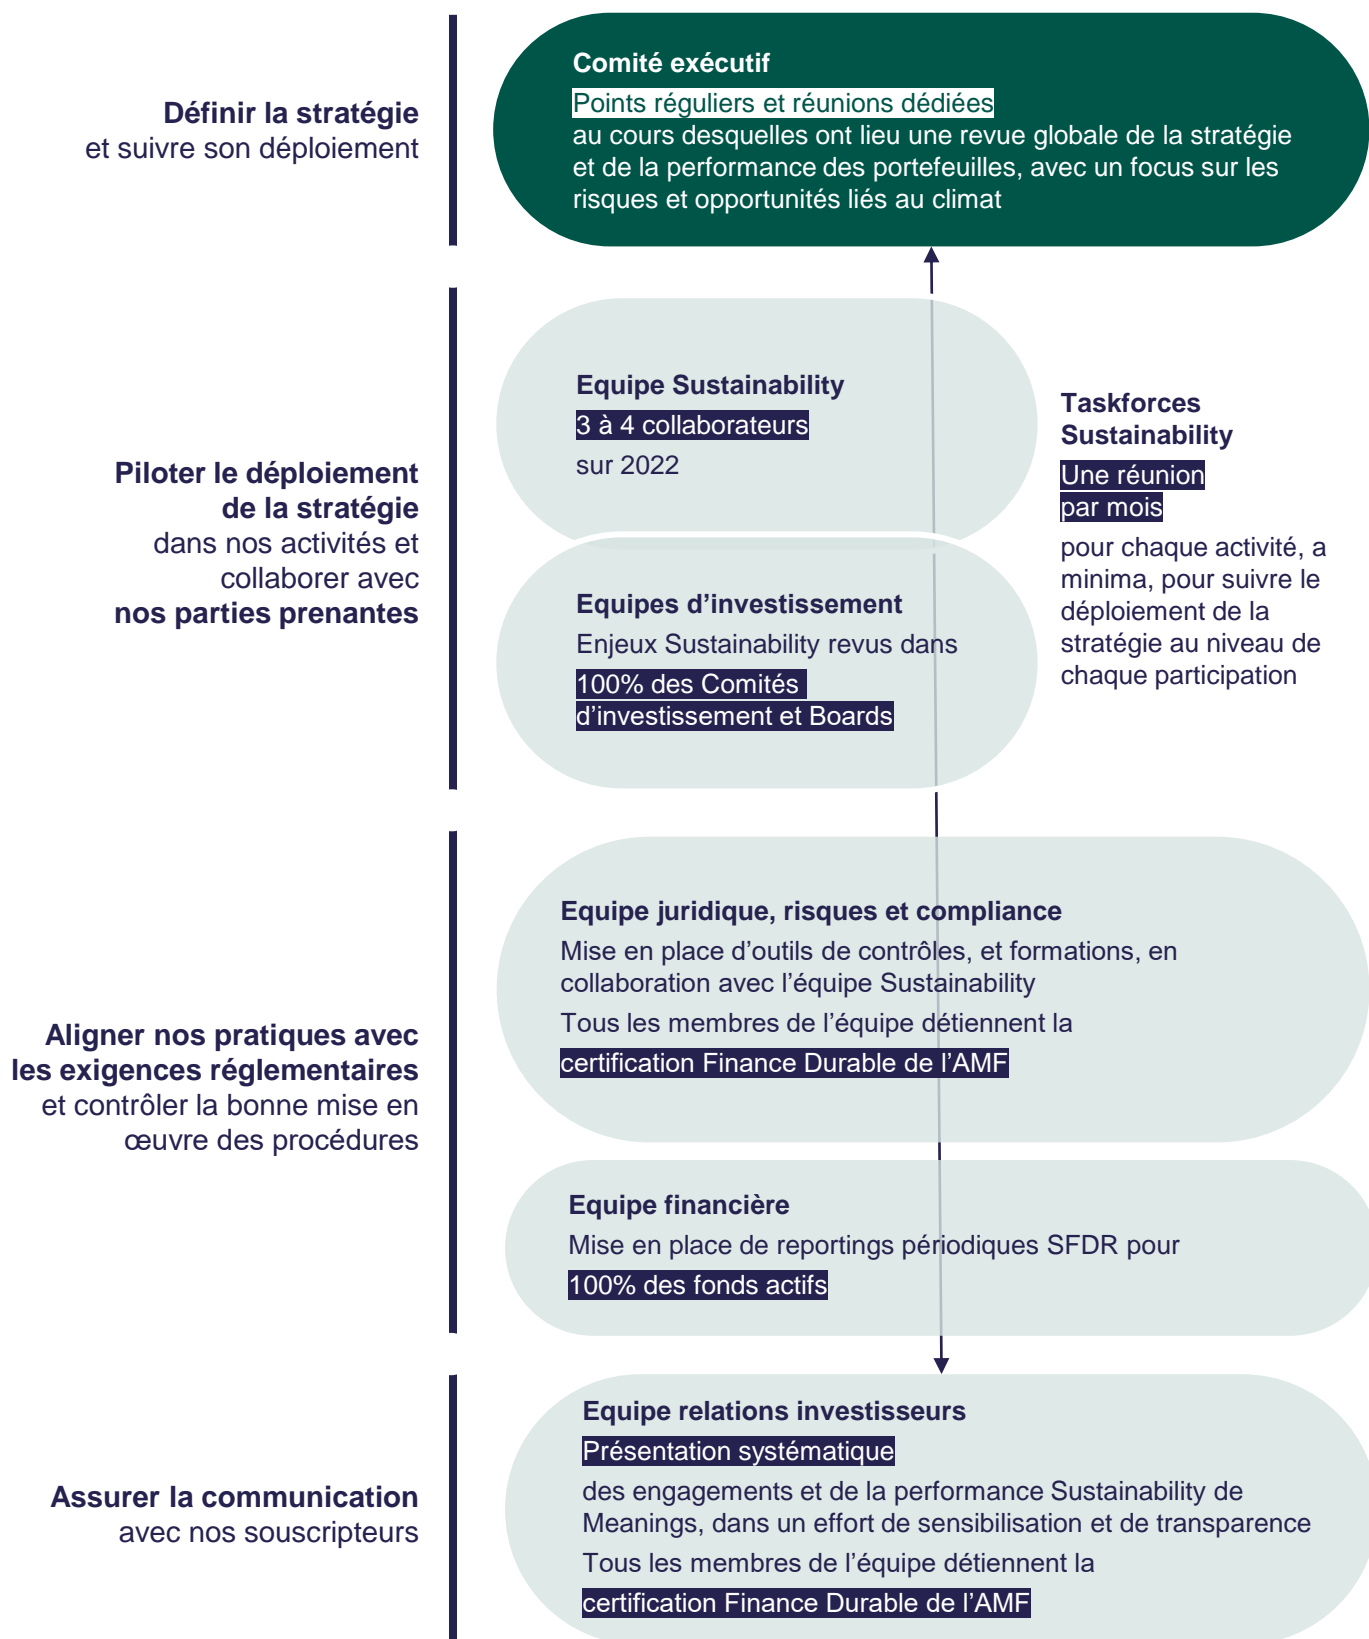 Définir la stratégie
et suivre son déploiement
Comité exécutif
Points réguliers et réunions dédiées
au cours desquelles ont lieu une revue globale de la stratégie
et de la performance des portefeuilles, avec un focus sur les
risques et opportunités liés au climat
Piloter le déploiement
de la stratégie
dans nos activités et
collaborer avec
nos parties prenantes
Equipe Sustainability
3 à 4 collaborateurs
sur 2022
Equipes d’investissement
Enjeux Sustainability revus dans
100% des Comités
d’investissement et Boards
Taskforces
Sustainability
Une réunion
par mois
pour chaque activité, a
minima, pour suivre le
déploiement de la
stratégie au niveau de
chaque participation
Aligner nos pratiques avec
les exigences réglementaires
et contrôler la bonne mise en
œuvre des procédures
Equipe juridique, risques et compliance
Mise en place d’outils de contrôles, et formations, en
collaboration avec l’équipe Sustainability
Tous les membres de l’équipe détiennent la
certification Finance Durable de l’AMF
Equipe financière
Mise en place de reportings périodiques SFDR pour
100% des fonds actifs
Assurer la communication
avec nos souscripteurs
Equipe relations investisseurs
Présentation systématique
des engagements et de la performance Sustainability de
Meanings, dans un effort de sensibilisation et de transparence
Tous les membres de l’équipe détiennent la
certification Finance Durable de l’AMF